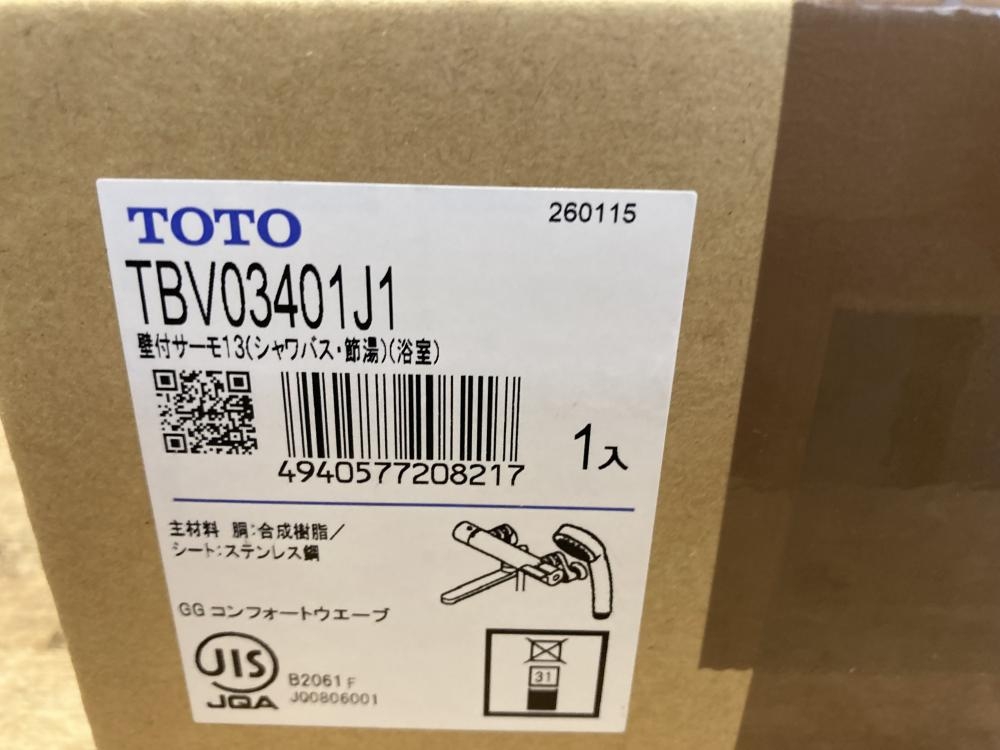 TOTO
260115
TBV03401J1
壁付サーモ13(シャワバス・節湯)(浴室)
4940577208217
1入
主材料 胴:合成樹脂/
シート:ステンレス鋼
GG コンフォートウエーブ
JIS
JQA
B2061 F
JQ0806001
31